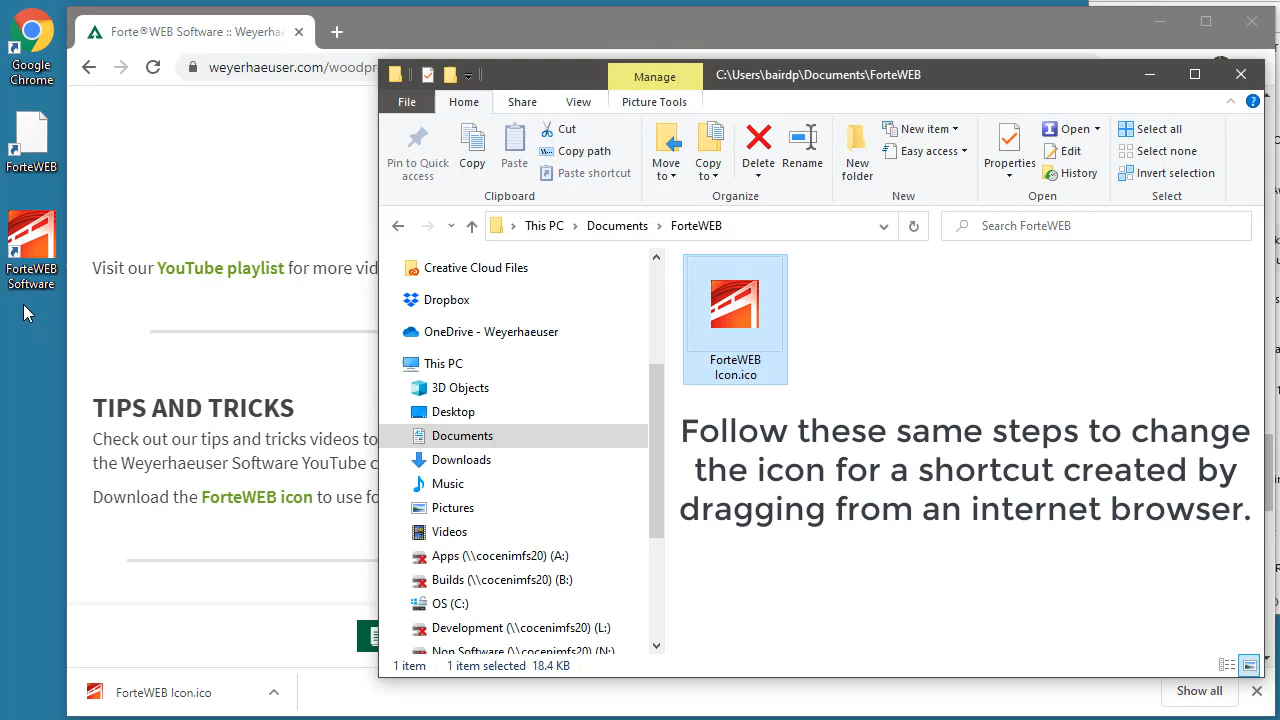 Google
Chrome
ForteWEB
ForteWEB
Software
Forte®WEB Software :: Weyerhae
weyerhaeuser.com/woodpr
Visit our YouTube playlist for more vid
TIPS AND TRICKS
Check out our tips and tricks videos to
the Weyerhaeuser Software YouTube c
Download the ForteWEB icon to use fo
ForteWEB Icon.ico
Show all
Manage
C:\Users\bairdp\Documents\ForteWEB
File
Home
Share
View
Picture Tools
Pin to Quick
access
Copy
Paste
Cut
Copy path
Paste shortcut
Clipboard
Move
to
Copy
to
Delete
Rename
Organize
New
folder
New item
Easy access
New
Properties
Open
Edit
History
Open
Select all
Select none
Invert selection
Select
This PC > Documents > ForteWEB
Search ForteWEB
Creative Cloud Files
Dropbox
OneDrive - Weyerhaeuser
This PC
3D Objects
Desktop
Documents
Downloads
Music
Pictures
Videos
Apps (\\cocenimfs20) (A:)
Builds (\\cocenimfs20) (B:)
OS (C:)
Development (\\cocenimfs20) (L:)
Non Software (\\cocenimfs20) (N:)
ForteWEB
Icon.ico
Follow these same steps to change
the icon for a shortcut created by
dragging from an internet browser.
1 item
1 item selected 18.4 KB